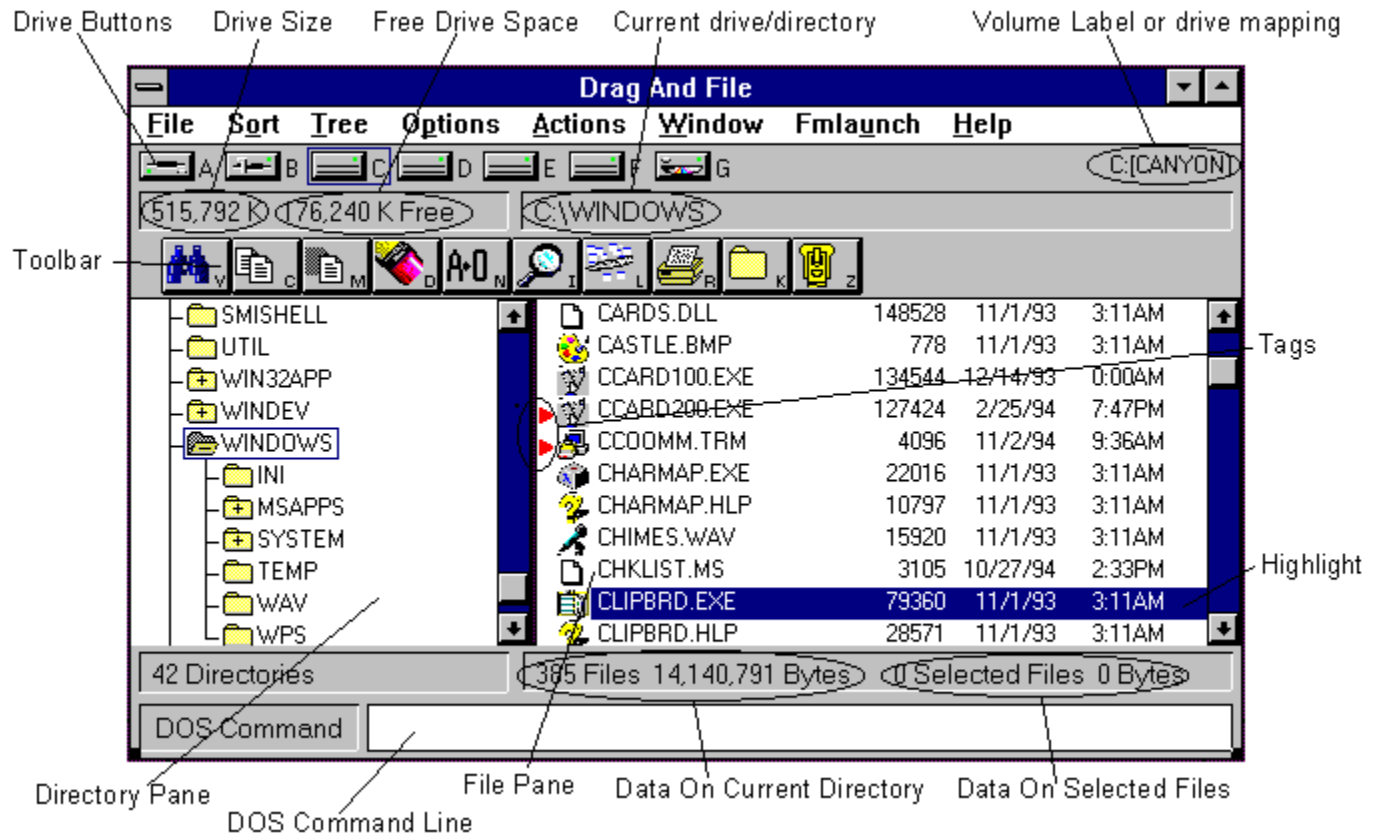 Drive Buttons Drive Size Free Drive Space Current drive/directory Volume Label or drive mapping
Drag And File
File Sort Tree Options Actions Window Fmlaunch Help
A B C D E F G C:[CANYON]
515,792 K 176,240 K Free C:\WINDOWS
Toolbar
V C M D A·D N I L R K Z
SMISHELL CARDS.DLL 148528 11/1/93 3:11AM
UTIL CASTLE.BMP 778 11/1/93 3:11AM Tags
WIN32APP CCARD100.EXE 134544 12/14/93 0:00AM
WINDEV CCARD200.EXE 127424 2/25/94 7:47PM
WINDOWS CCOOMM.TRM 4096 11/2/94 9:36AM
INI CHARMAP.EXE 22016 11/1/93 3:11AM
MSAPPS CHARMAP.HLP 10797 11/1/93 3:11AM
SYSTEM CHIMES.WAV 15920 11/1/93 3:11AM
TEMP CHKLIST.MS 3105 10/27/94 2:33PM Highlight
WAV CLIPBRD.EXE 79360 11/1/93 3:11AM
WPS CLIPBRD.HLP 28571 11/1/93 3:11AM
42 Directories 385 Files 14,140,791 Bytes 0 Selected Files 0 Bytes
DOS Command
Directory Pane File Pane Data On Current Directory Data On Selected Files
DOS Command Line